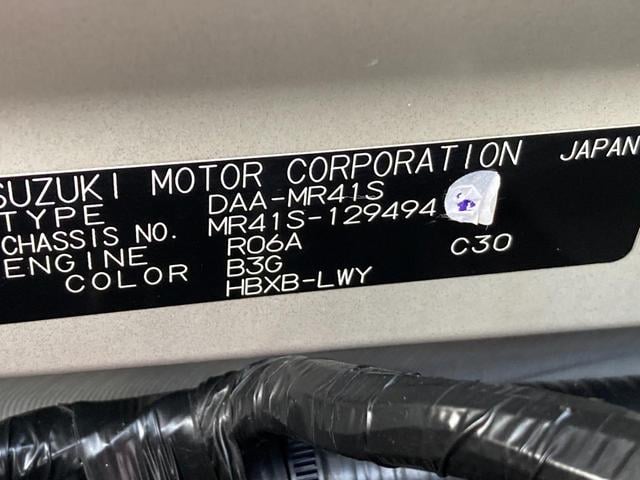 SUZUKI MOTOR CORPORATION JAPAN
TYPE DAA-MR41S
CHASSIS NO. MR41S-129494
ENGINE R06A C30
COLOR B3G
HBXB-LWY